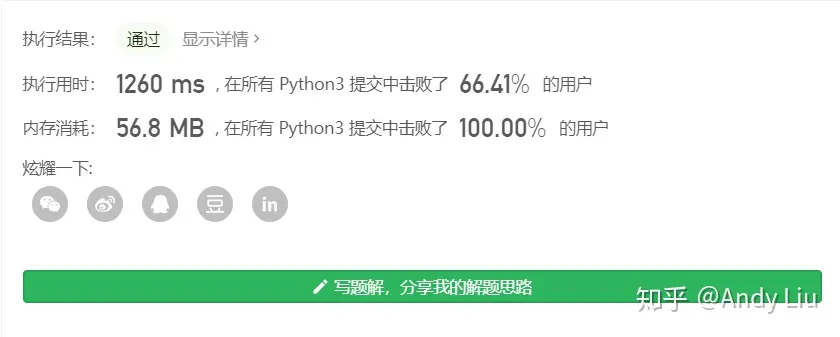 执行结果： 通过 显示详情 >
执行用时： 1260 ms , 在所有 Python3 提交中击败了 66.41% 的用户
内存消耗： 56.8 MB , 在所有 Python3 提交中击败了 100.00% 的用户
炫耀一下:
豆 in
写题解，分享我的解题思路
知乎 @Andy Liu